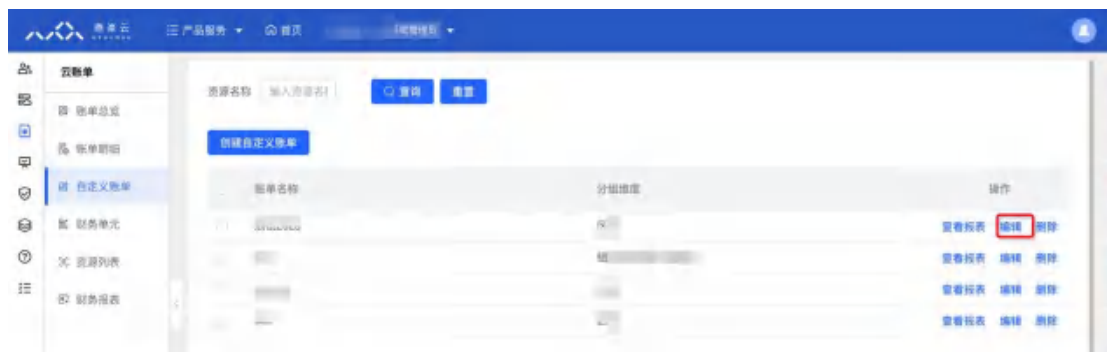 产品服务 首页
云账单
账单总览
账单明细
自定义账单
财务单元
资源列表
财务报表
资源名称 输入资源名 查询 重置
创建自定义账单
账单名称 分组维度 操作
查看报表 编辑 删除
查看报表 编辑 删除
查看报表 编辑 删除
查看报表 编辑 删除